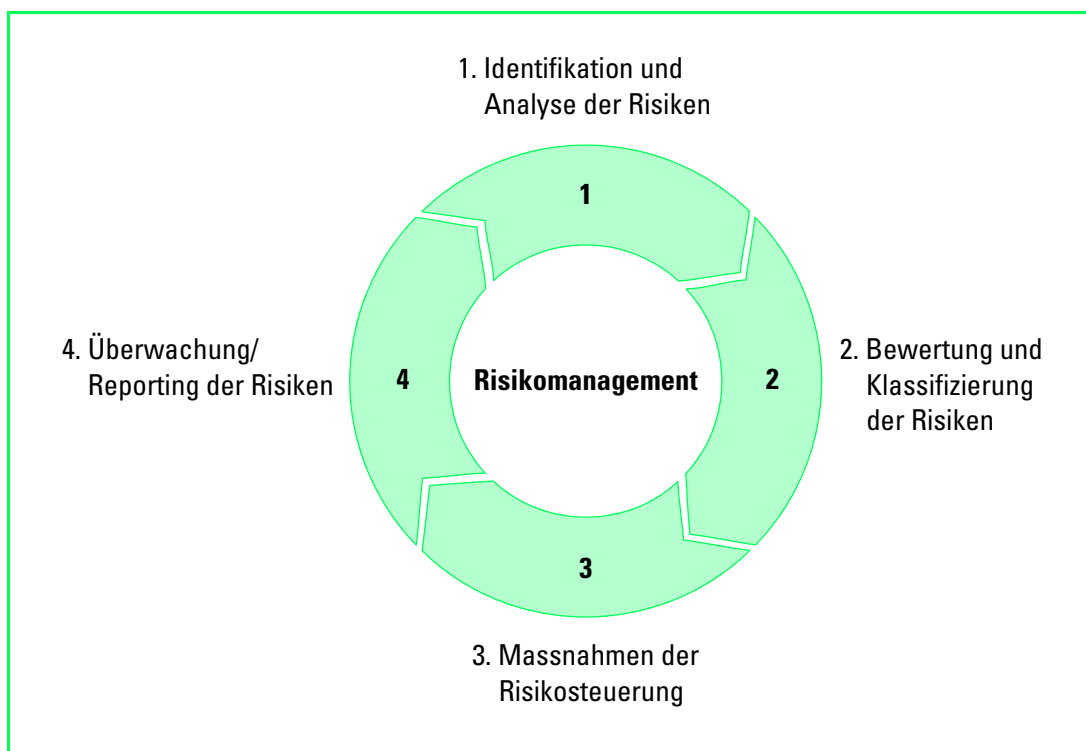 1. Identifikation und
Analyse der Risiken
1
2. Bewertung und
Klassifizierung
der Risiken
2
Risikomanagement
3
3. Massnahmen der
Risikosteuerung
4. Überwachung/
Reporting der Risiken
4